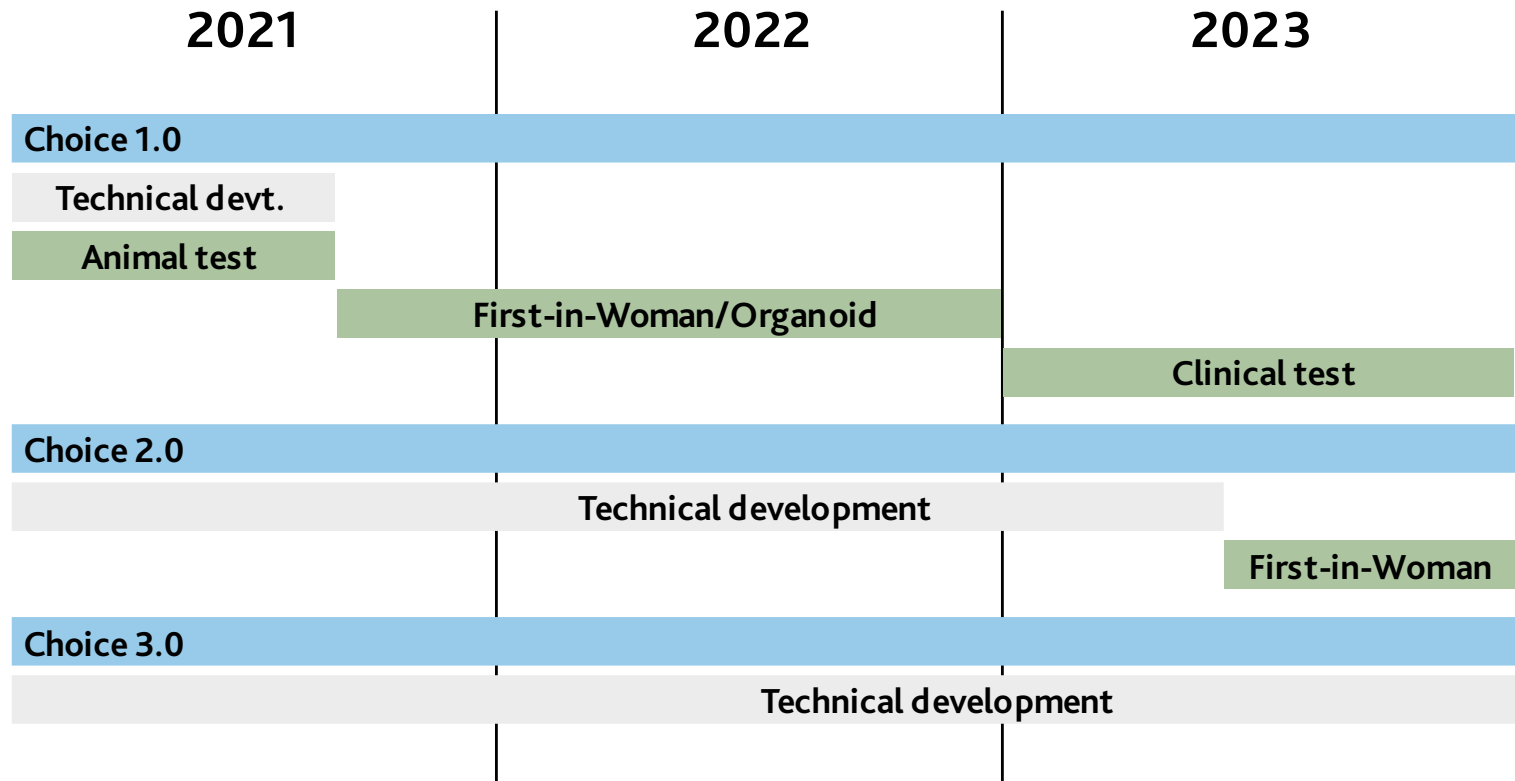 2021 2022 2023
Choice 1.0
Technical devt.
Animal test
First-in-Woman/Organoid
Clinical test
Choice 2.0
Technical development
First-in-Woman
Choice 3.0
Technical development